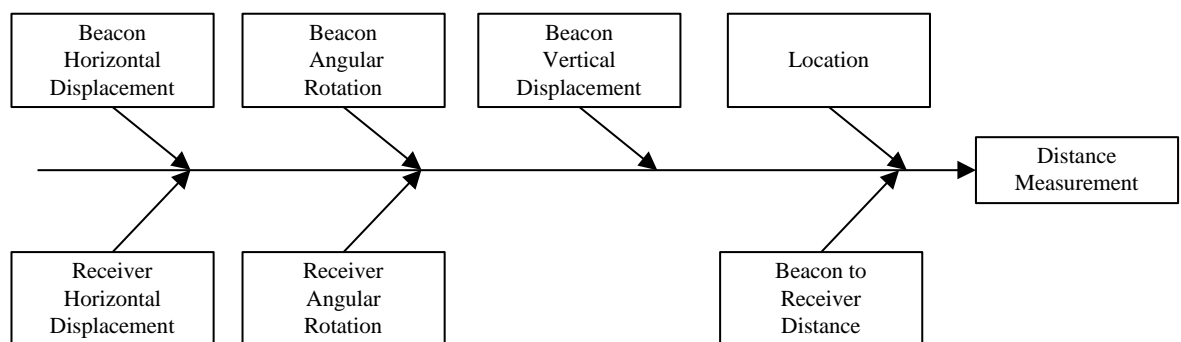 Beacon
Horizontal
Displacement
Beacon
Angular
Rotation
Beacon
Vertical
Displacement
Location
Distance
Measurement
Receiver
Horizontal
Displacement
Receiver
Angular
Rotation
Beacon to
Receiver
Distance